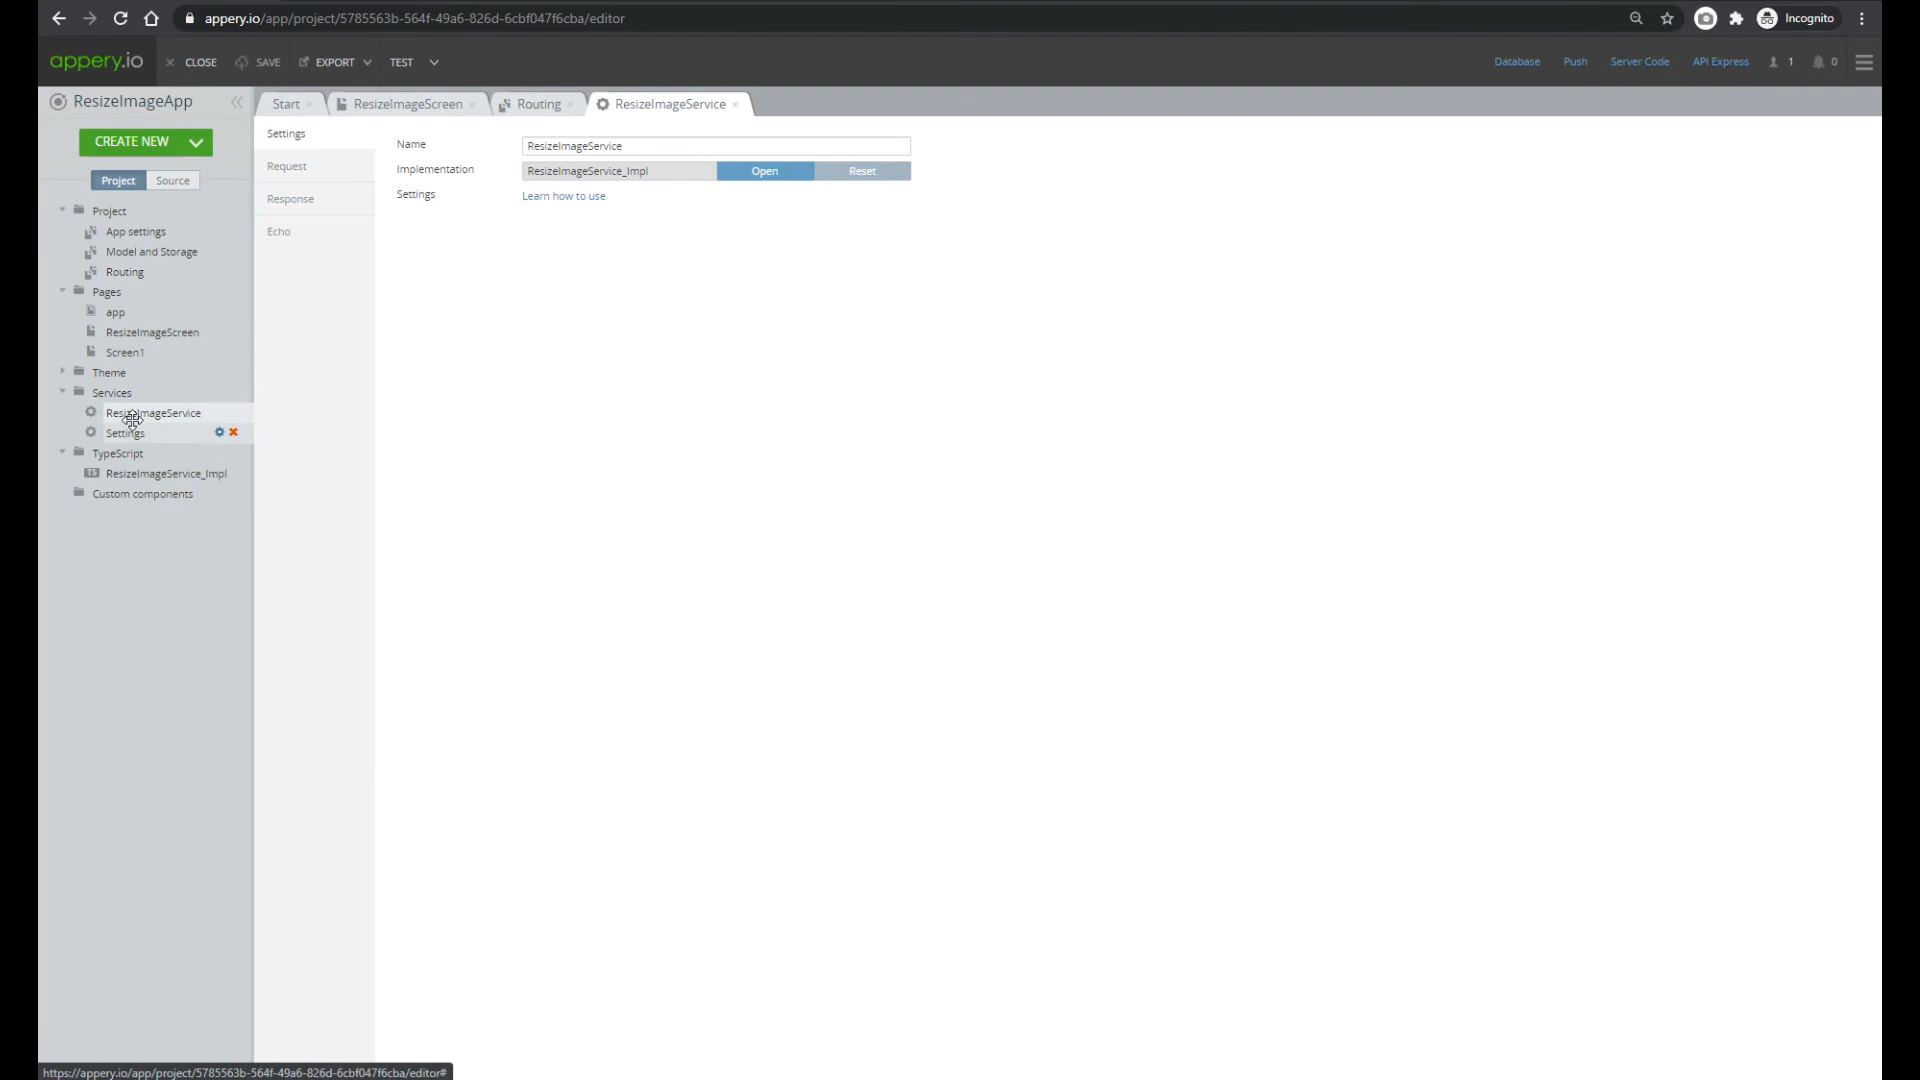 appery.io/app/project/5785563b-564f-49a6-826d-6cbf047f6cba/editor
Incognito
appery.io
CLOSE
SAVE
EXPORT
TEST
Database
Push
Server Code
API Express
1
0
ResizeImageApp
Start
ResizeImageScreen
Routing
ResizeImageService
CREATE NEW
Project
Source
Project
App settings
Model and Storage
Routing
Pages
app
ResizeImageScreen
Screen1
Theme
Services
ResizeImageService
Settings
TypeScript
TS
ResizeImageService_Impl
Custom components
Settings
Request
Response
Echo
Name
ResizeImageService
Implementation
ResizeImageService_Impl
Open
Reset
Settings
Learn how to use
https://appery.io/app/project/5785563b-564f-49a6-826d-6cbf047f6cba/editor#